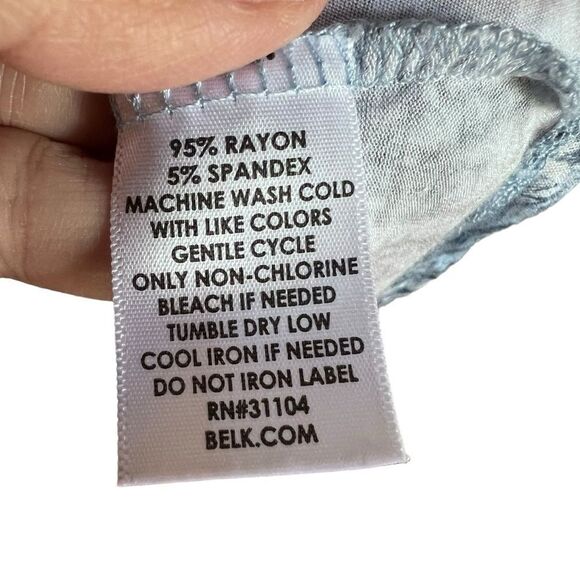 95% RAYON
5% SPANDEX
MACHINE WASH COLD
WITH LIKE COLORS
GENTLE CYCLE
ONLY NON-CHLORINE
BLEACH IF NEEDED
TUMBLE DRY LOW
COOL IRON IF NEEDED
DO NOT IRON LABEL
RN#31104
BELK.COM